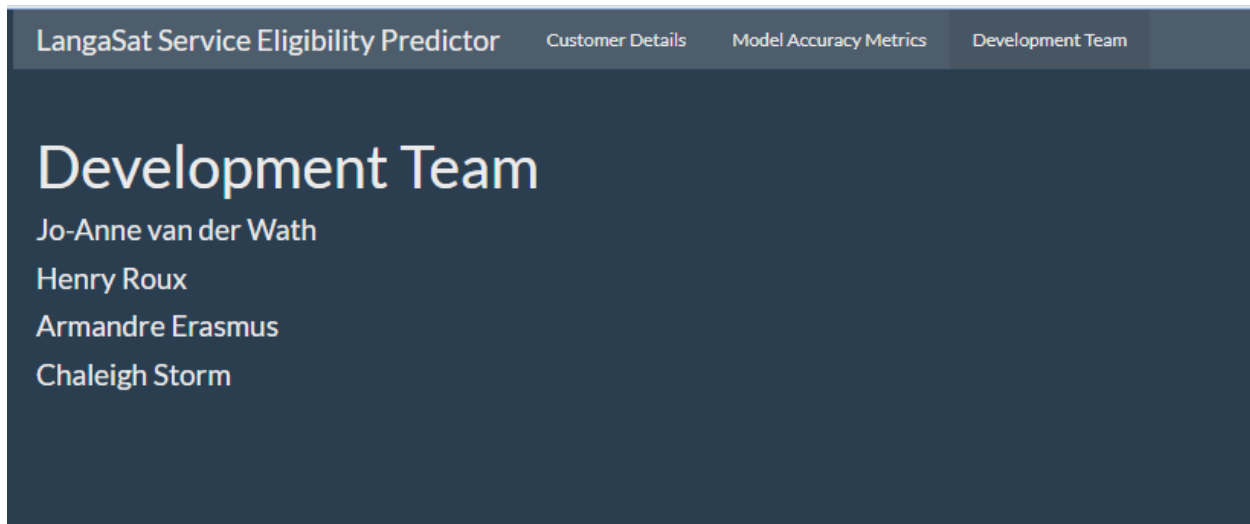 LangaSat Service Eligibility Predictor Customer Details Model Accuracy Metrics Development Team
Development Team
Jo-Anne van der Wath
Henry Roux
Armandre Erasmus
Chaleigh Storm